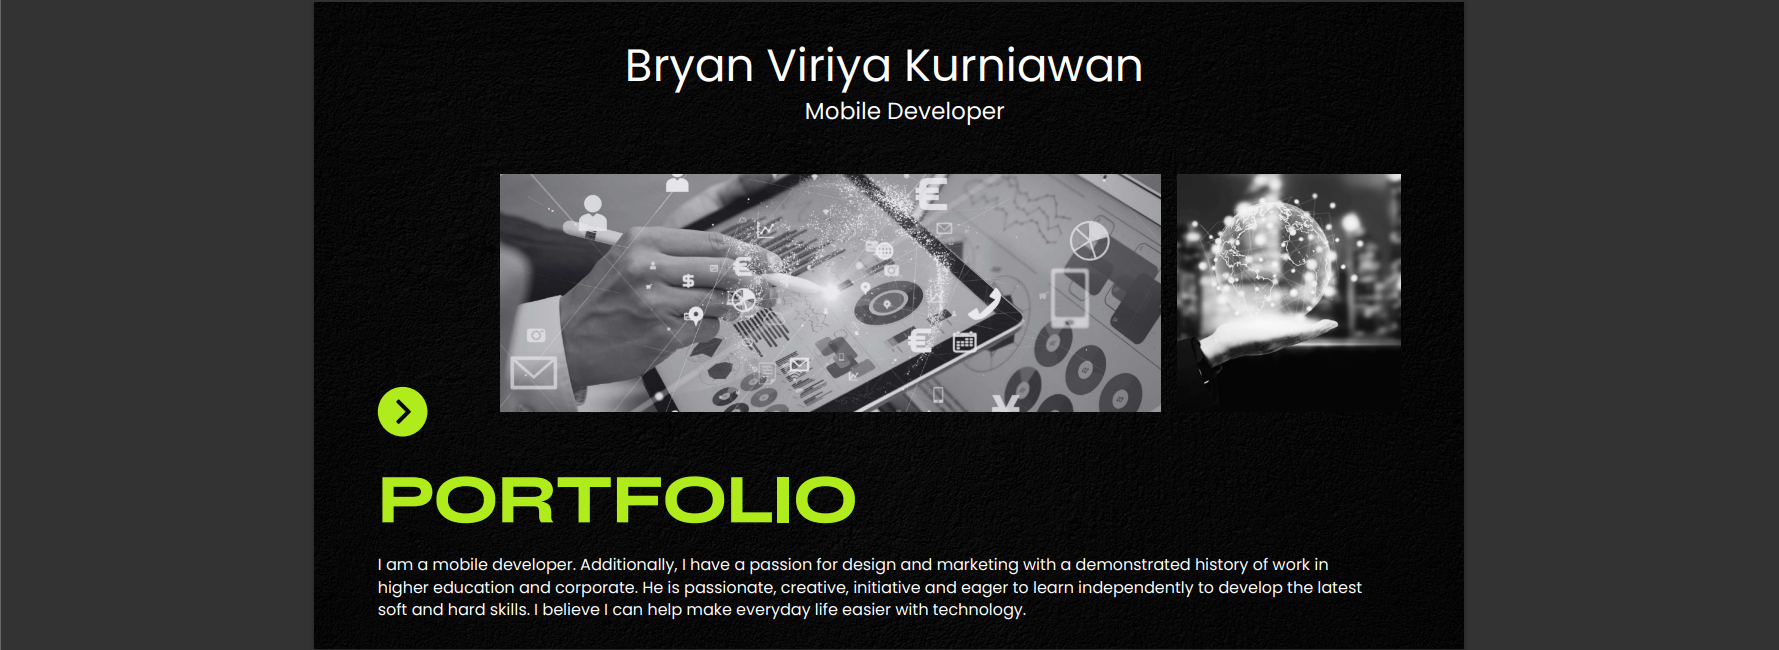 Bryan Viriya Kurniawan
Mobile Developer
PORTFOLIO
I am a mobile developer. Additionally, I have a passion for design and marketing with a demonstrated history of work in
higher education and corporate. He is passionate, creative, initiative and eager to learn independently to develop the latest
soft and hard skills. I believe I can help make everyday life easier with technology.